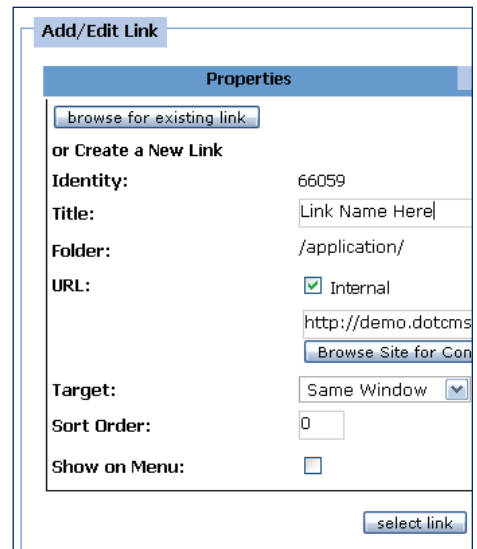 Add/Edit Link
Properties
browse for existing link
or Create a New Link
Identity: 66059
Title: Link Name Here
Folder: /application/
URL: Internal
http://demo.dotcms
Browse Site for Con
Target: Same Window
Sort Order: 0
Show on Menu:
select link